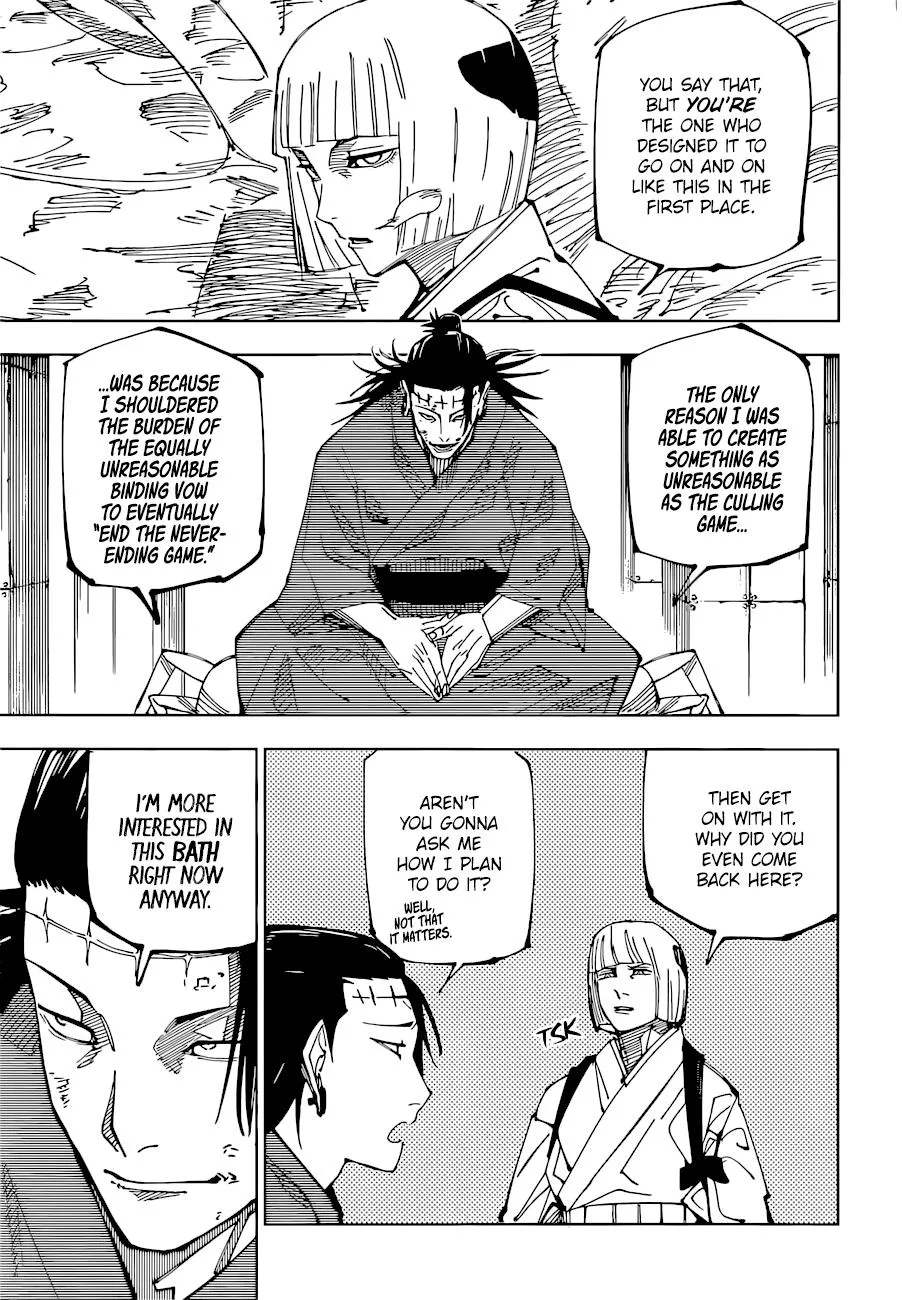 YOU SAY THAT,
BUT YOU'RE
THE ONE WHO
DESIGNED IT TO
GO ON AND ON
LIKE THIS IN THE
FIRST PLACE.
THE ONLY
REASON I WAS
ABLE TO CREATE
SOMETHING AS
UNREASONABLE
AS THE CULLING
GAME...
...WAS BECAUSE
I SHOULDERED
THE BURDEN OF
THE EQUALLY
UNREASONABLE
BINDING VOW
TO EVENTUALLY
"END THE NEVER-
ENDING GAME."
THEN GET
ON WITH IT.
WHY DID YOU
EVEN COME
BACK HERE?
TSK
AREN'T
YOU GONNA
ASK ME
HOW I PLAN
TO DO IT?
WELL,
NOT THAT
IT MATTERS.
I'M MORE
INTERESTED IN
THIS BATH
RIGHT NOW
ANYWAY.